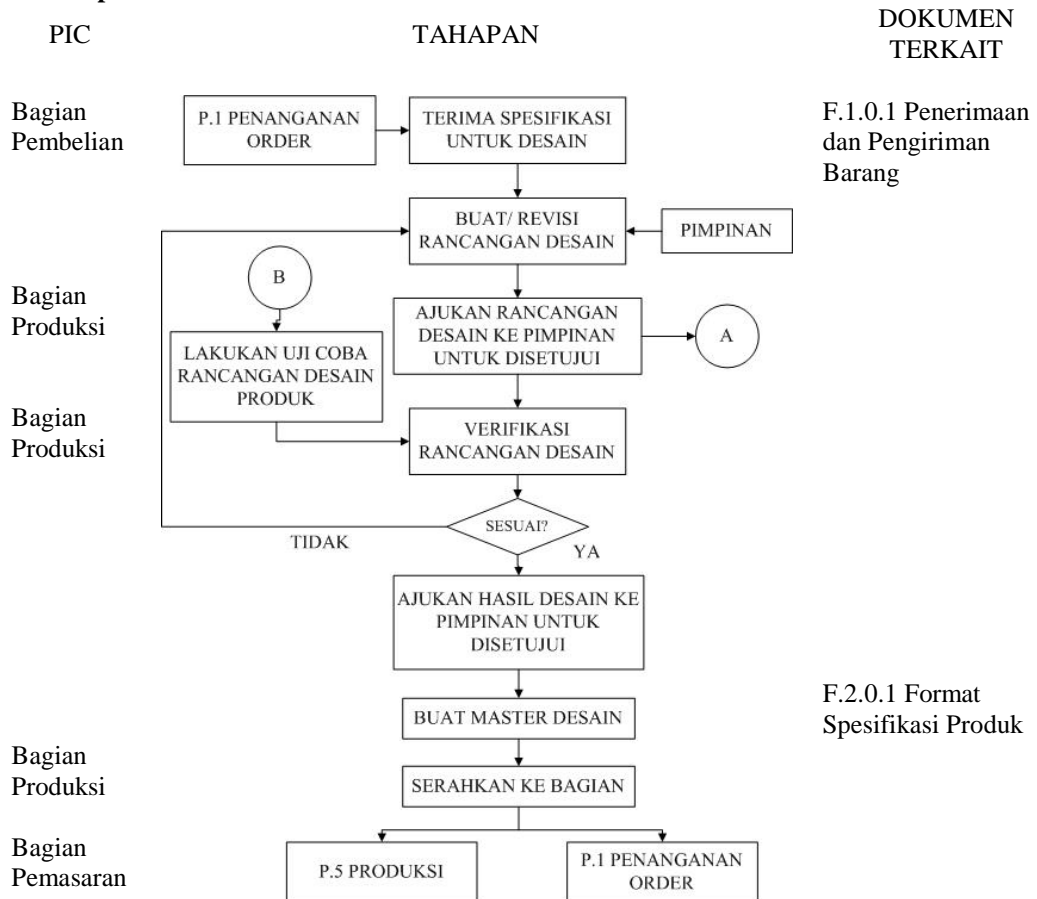 PIC
TAHAPAN
DOKUMEN
TERKAIT
Bagian
Pembelian
P.1 PENANGANAN
ORDER
TERIMA SPESIFIKASI
UNTUK DESAIN
F.1.0.1 Penerimaan
dan Pengiriman
Barang
BUAT/ REVISI
RANCANGAN DESAIN
PIMPINAN
B
Bagian
Produksi
AJUKAN RANCANGAN
DESAIN KE PIMPINAN
UNTUK DISETUJUI
A
LAKUKAN UJI COBA
RANCANGAN DESAIN
PRODUK
Bagian
Produksi
VERIFIKASI
RANCANGAN DESAIN
SESUAI?
TIDAK
YA
AJUKAN HASIL DESAIN KE
PIMPINAN UNTUK
DISETUJUI
F.2.0.1 Format
Spesifikasi Produk
BUAT MASTER DESAIN
Bagian
Produksi
SERAHKAN KE BAGIAN
Bagian
Pemasaran
P.5 PRODUKSI
P.1 PENANGANAN
ORDER